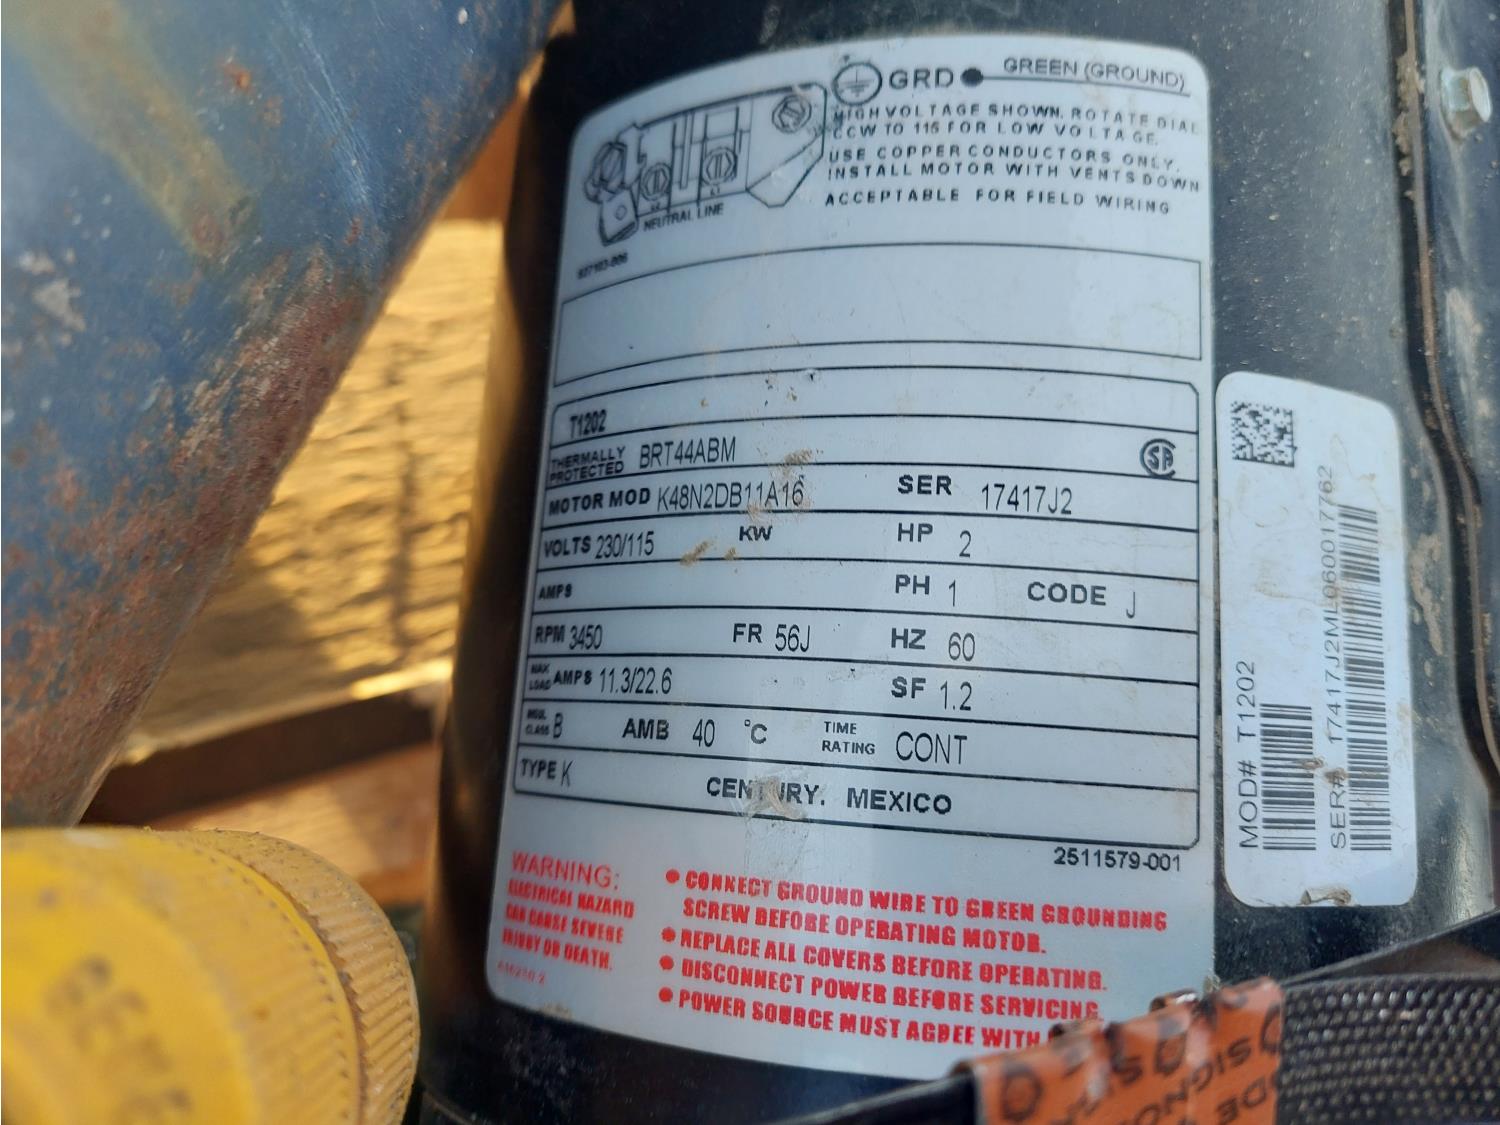 GRD GREEN (GROUND)
HIGH VOLTAGE SHOWN. ROTATE DIAL
CCW TO 115 FOR LOW VOLTAGE.
USE COPPER CONDUCTORS ONLY.
INSTALL MOTOR WITH VENTS DOWN
ACCEPTABLE FOR FIELD WIRING
NEUTRAL LINE
T1202
THERMALLY PROTECTED BRT44ABM
MOTOR MOD K48N2DB11A16 SER 17417J2
VOLTS 230/115 KW HP 2
AMPS PH 1 CODE J
RPM 3450 FR 56J HZ 60
MAX LOAD AMPS 11.3/22.6 SF 1.2
INSUL CLASS B AMB 40 °C TIME RATING CONT
TYPE K CENTURY. MEXICO
2511579-001
WARNING:
ELECTRICAL HAZARD
CAN CAUSE SEVERE
INJURY OR DEATH.
• CONNECT GROUND WIRE TO GREEN GROUNDING
SCREW BEFORE OPERATING MOTOR.
• REPLACE ALL COVERS BEFORE OPERATING.
• DISCONNECT POWER BEFORE SERVICING.
• POWER SOURCE MUST AGREE WITH
MOD# T1202
SER# 17417J2ML060017762